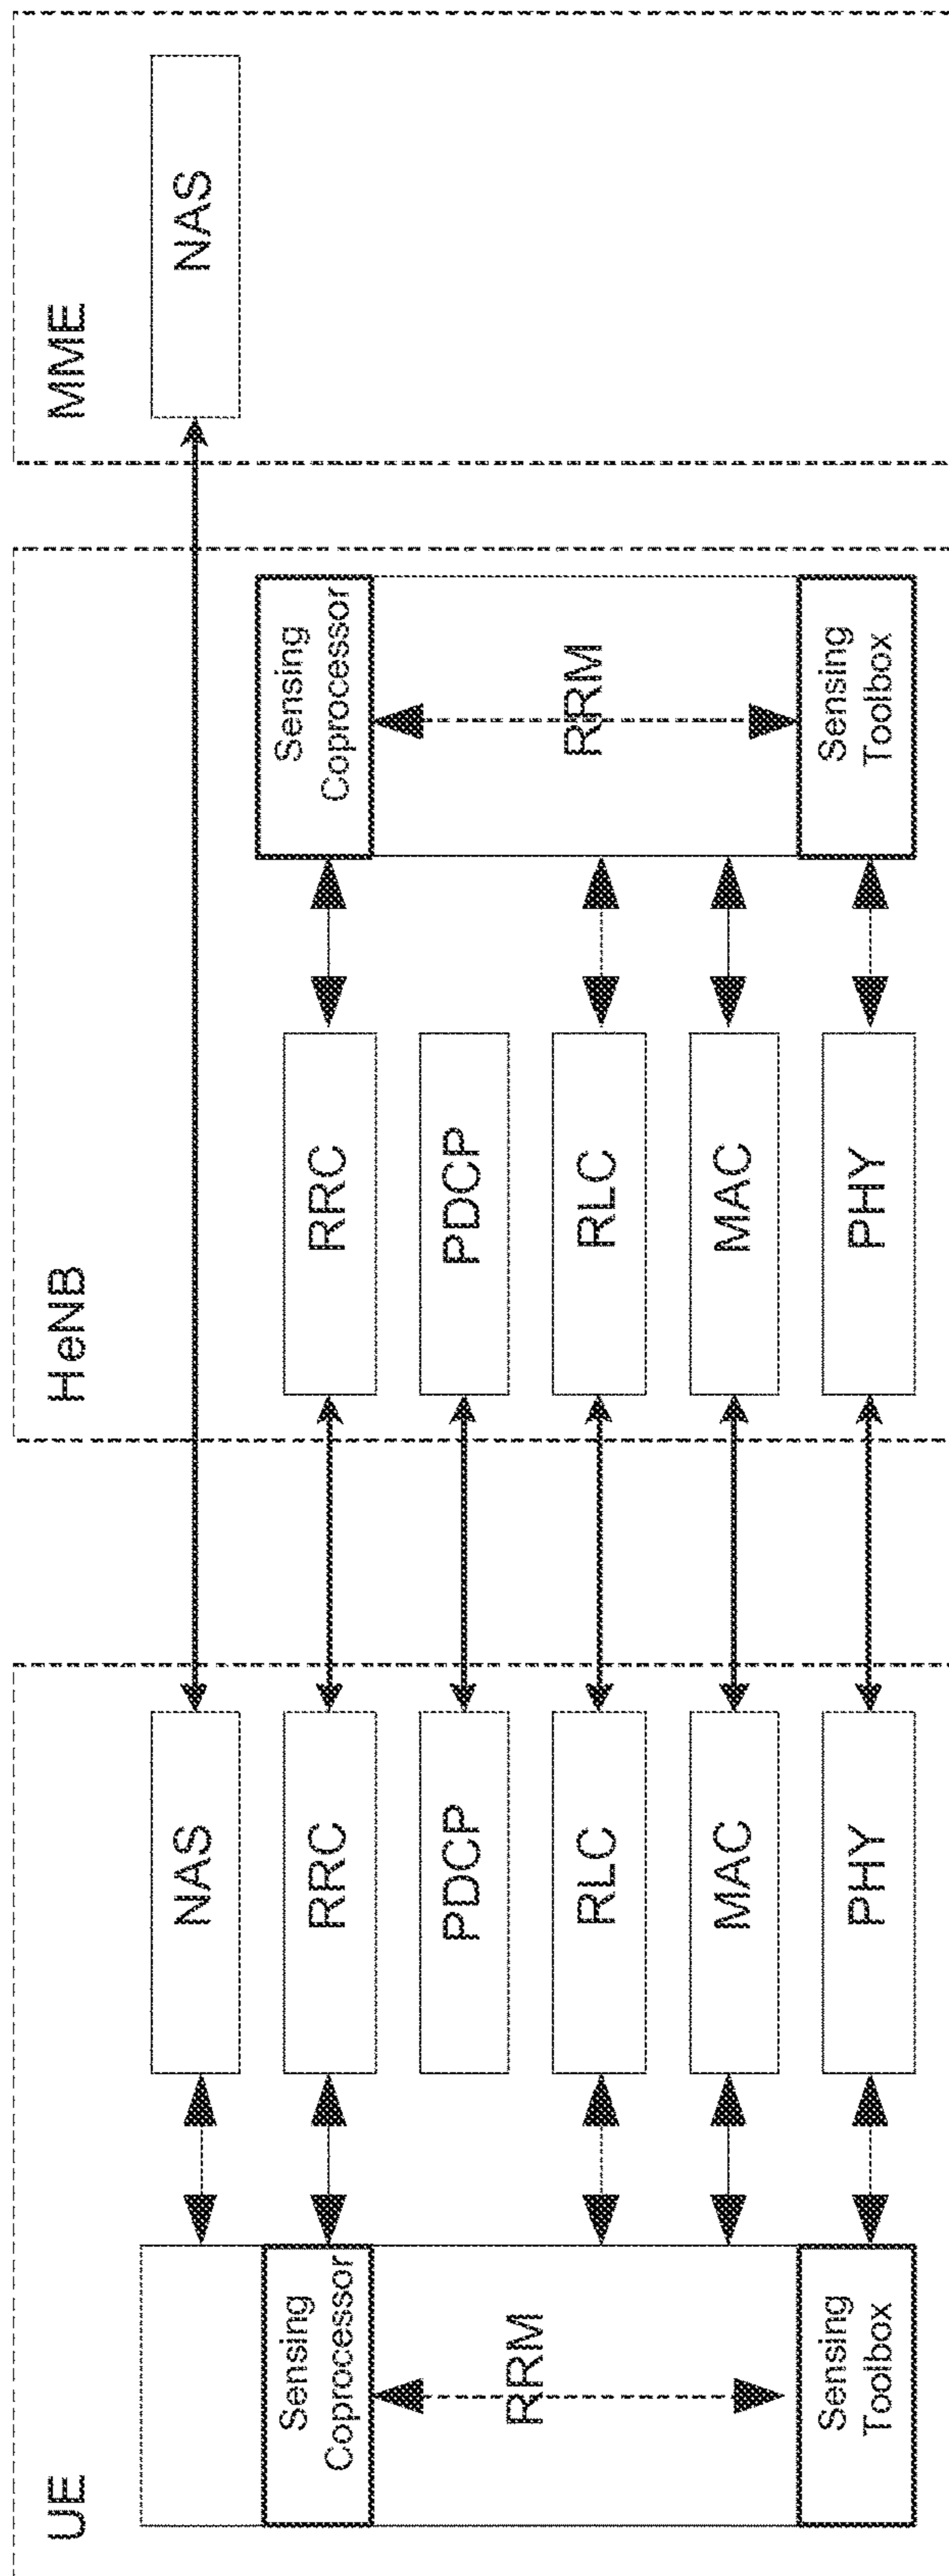 UE
Sensing
Coprocessor
RRM
Sensing
Toolbox
NAS
RRC
PDCP
RLC
MAC
PHY
HeNB
RRC
PDCP
RLC
MAC
PHY
Sensing
Coprocessor
RRM
Sensing
Toolbox
MME
NAS